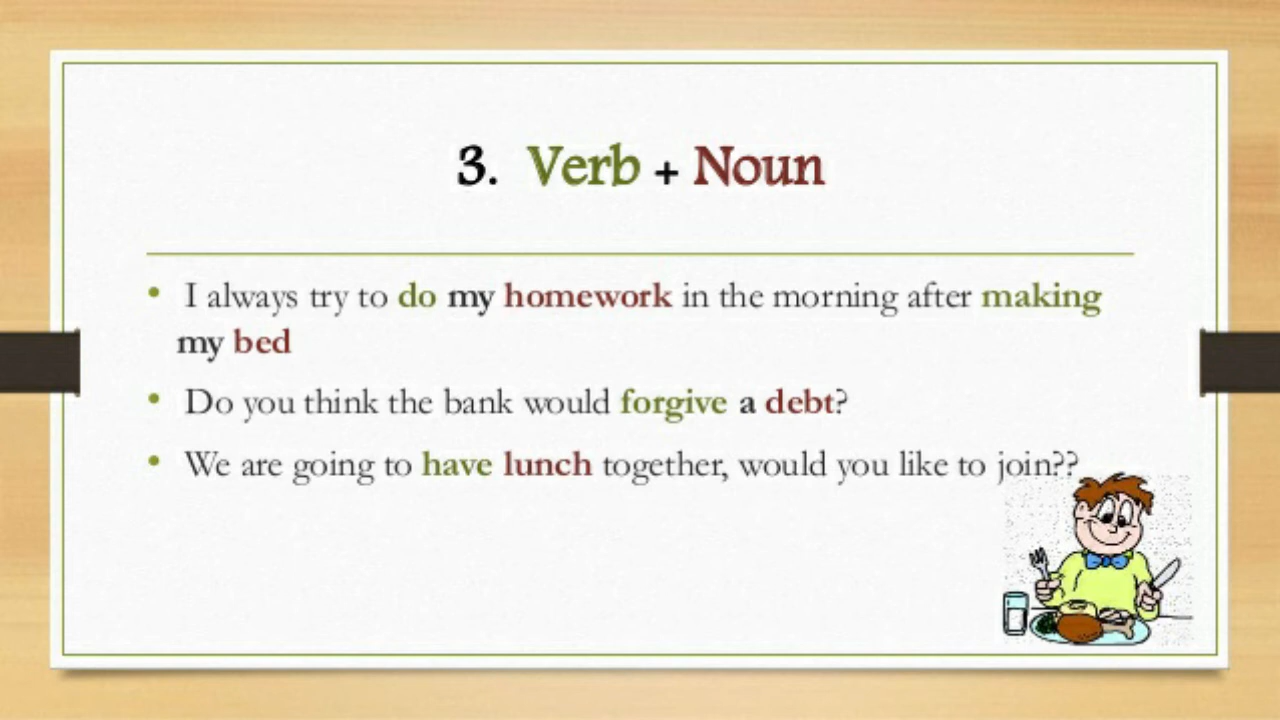 3. Verb + Noun
• I always try to do my homework in the morning after making
my bed
• Do you think the bank would forgive a debt?
• We are going to have lunch together, would you like to join??